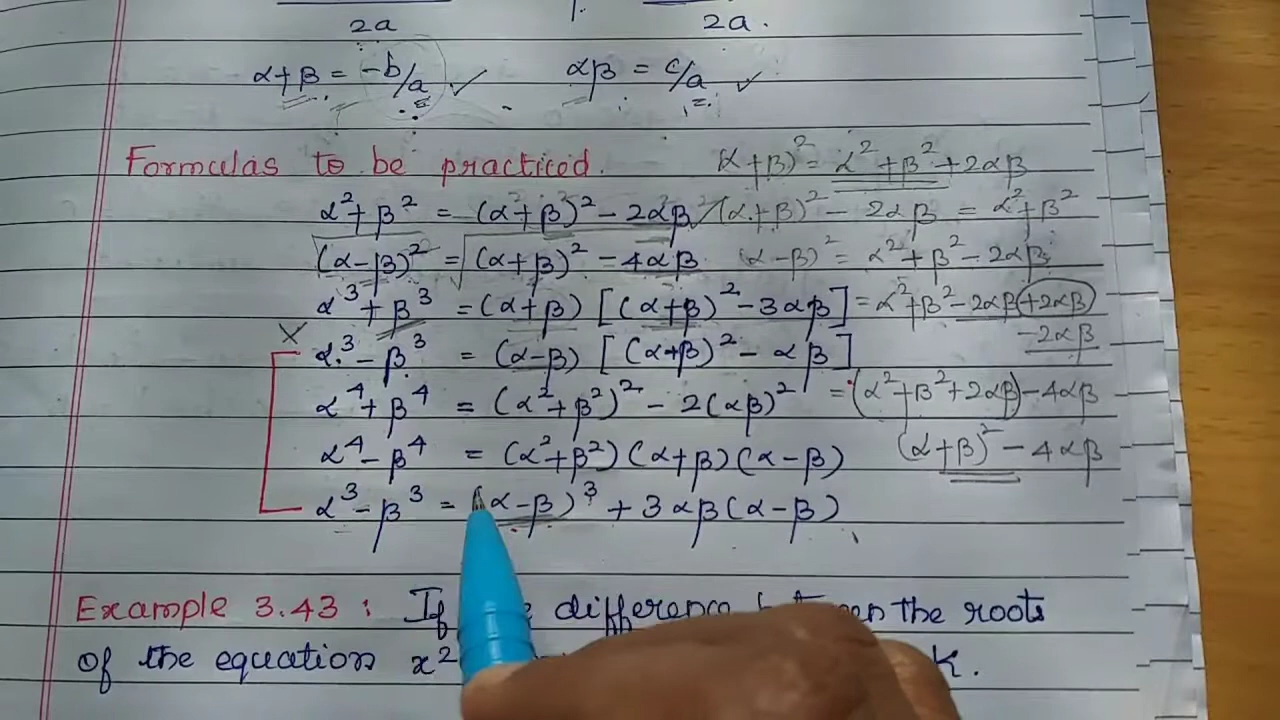 2a 2a.
α+β = -b/a ✓ αβ = c/a ✓
Formulas to be practiced. (α+β)² = α²+β²+2αβ
α²+β² = (α+β)² - 2αβ (α+β)² - 2αβ = α²+β²
(α-β)² = √(α+β)² - 4αβ (α-β)² = α²+β²-2αβ
α³+β³ = (α+β) [(α+β)²-3αβ] = α²+β²-2αβ+2αβ
-2αβ
× α³-β³ = (α-β) [(α+β)²-αβ]
α⁴+β⁴ = (α²+β²)² - 2(αβ)² = (α²+β²+2αβ)-4αβ
α⁴-β⁴ = (α²+β²)(α+β)(α-β) (α+β)² - 4αβ
α³-β³ = (α-β)³ + 3αβ(α-β)
Example 3.43 : If difference the roots
of the equation x² K.